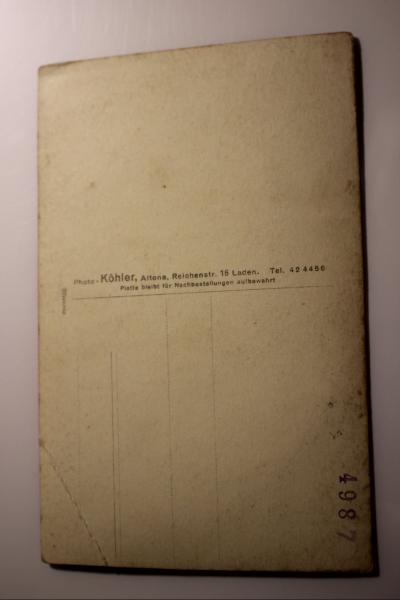 Photo - Köhler, Altona, Reichenstr. 15 Laden. Tel. 42 4456
Platte bleibt für Nachbestellungen aufbewahrt
4987